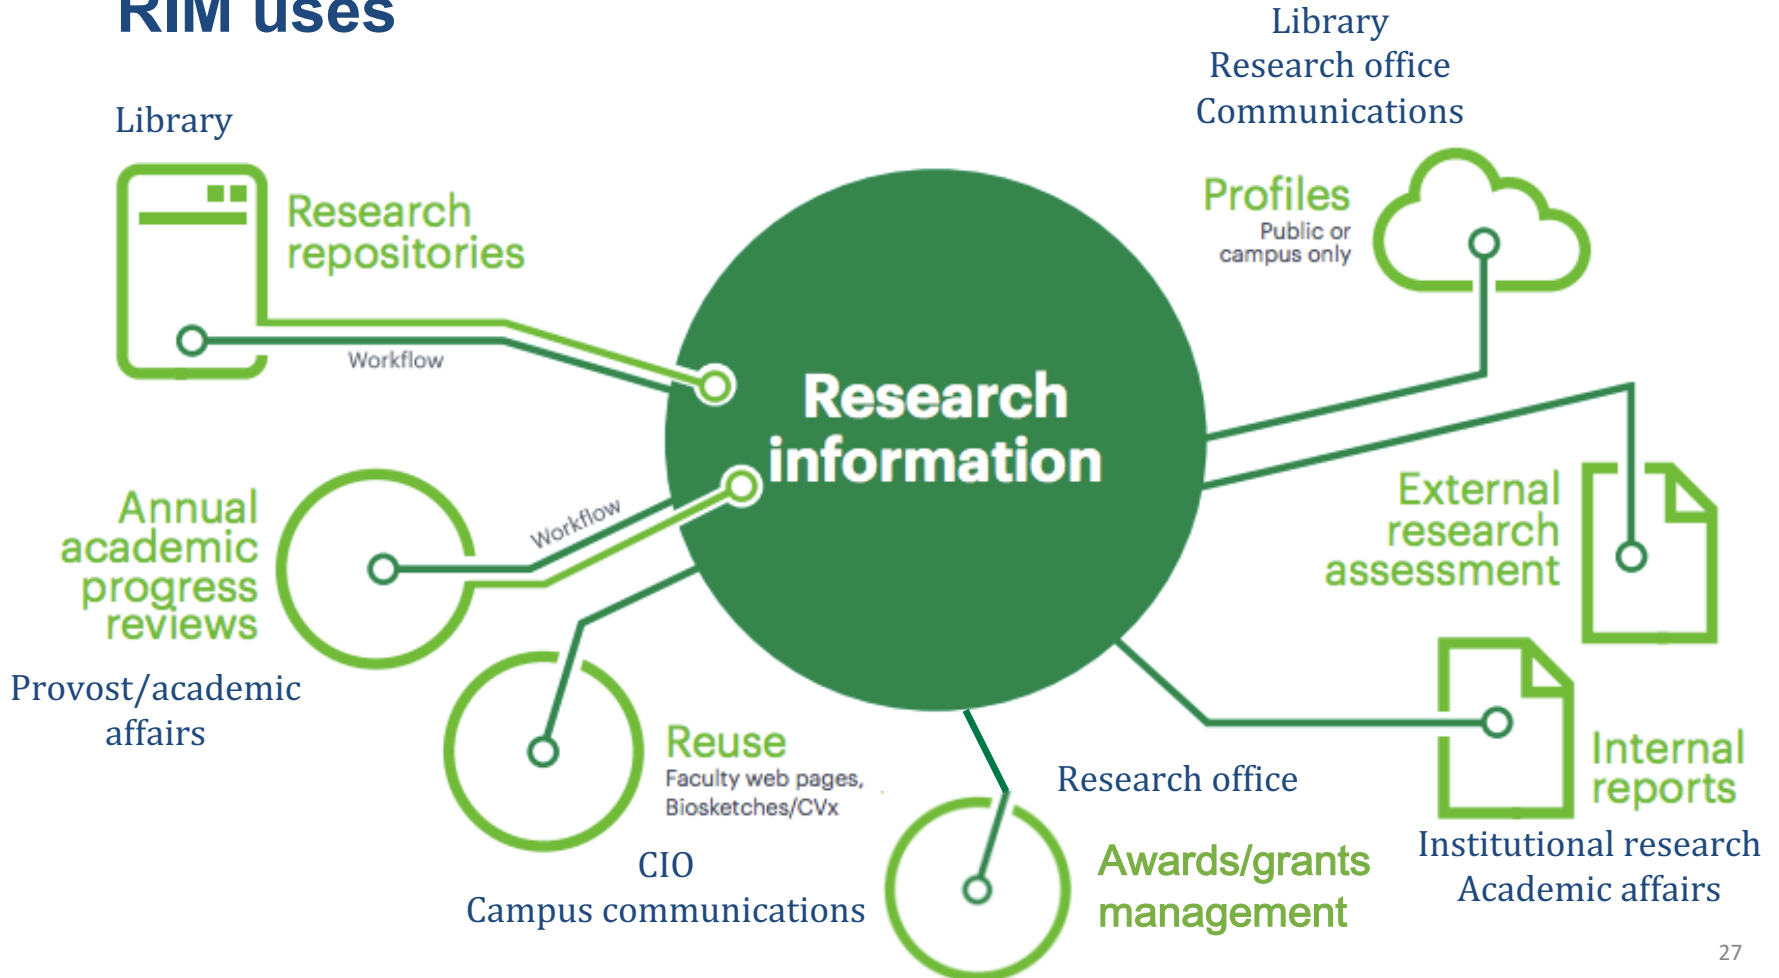 RIM uses
Library
Research
repositories
Workflow
Library
Research office
Communications
Profiles
Public or
campus only
Research
information
Annual
academic
progress
reviews
Workflow
Provost/academic
affairs
External
research
assessment
Reuse
Faculty web pages,
Biosketches/CVx
CIO
Campus communications
Research office
Awards/grants
management
Internal
reports
Institutional research
Academic affairs
27